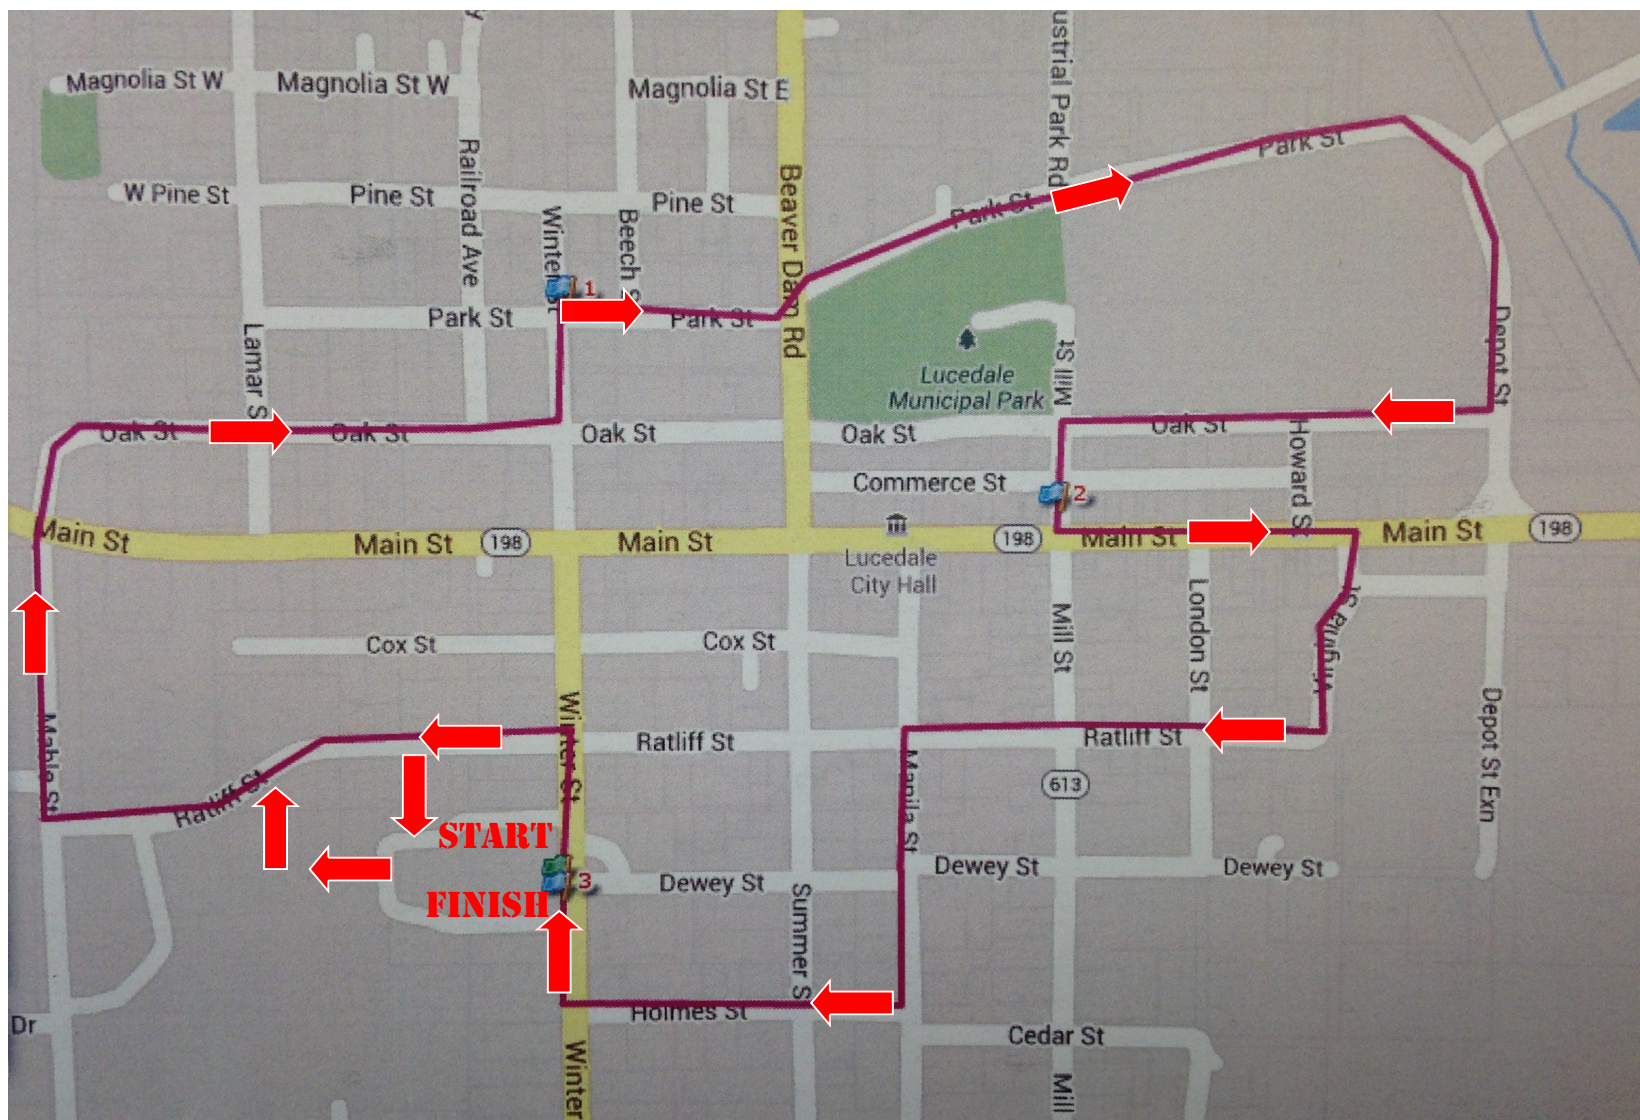 Magnolia St W
Magnolia St W
Magnolia St E
ustrial Park Rd
Railroad Ave
W Pine St
Pine St
Pine St
Winter St
Beech S
Beaver Dam Rd
Park St
Park St
Park St
Park St
1
Lamar S
Lucedale
Municipal Park
Mill St
Depot St
Oak St
Oak St
Oak St
Oak St
Oak St
Howard S
Commerce St
2
Main St
Main St
198
Main St
198
Main St
Main St
198
Lucedale
City Hall
Cox St
Cox St
Mill St
London St
Virginia St
Depot St Exn
Mable St
Winter St
Ratliff St
Ratliff St
Ratliff St
613
Manila St
START
FINISH
3
Dewey St
Dewey St
Dewey St
Summer S
Holmes St
Cedar St
Dr
Winter
Mill